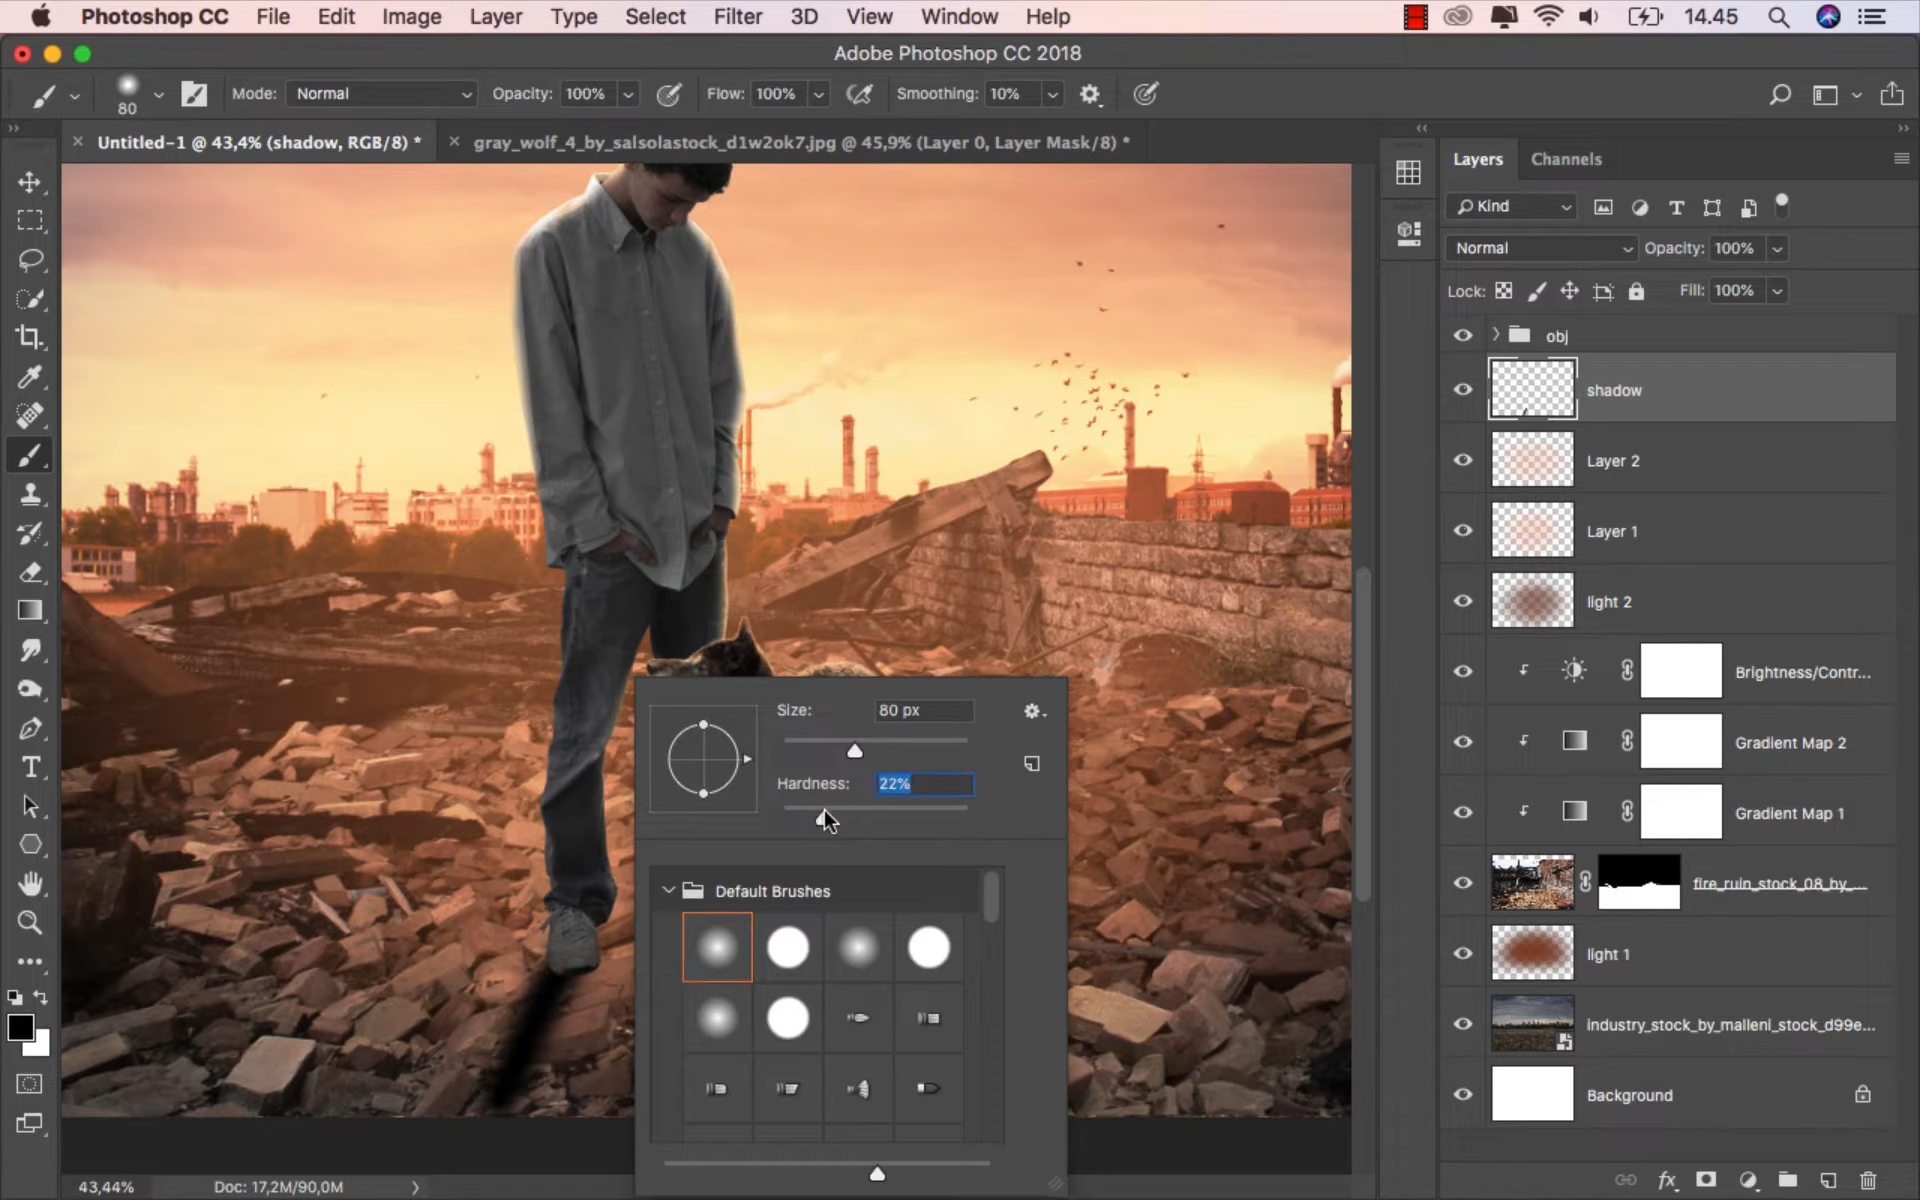 Photoshop CC File Edit Image Layer Type Select Filter 3D View Window Help 14.45
Adobe Photoshop CC 2018
80 Mode: Normal Opacity: 100% Flow: 100% Smoothing: 10%
Untitled-1 @ 43,4% (shadow, RGB/8) * gray_wolf_4_by_salsolastock_d1w2ok7.jpg @ 45,9% (Layer 0, Layer Mask/8) *
Layers Channels
Kind
Normal Opacity: 100%
Lock: Fill: 100%
obj
shadow
Layer 2
Layer 1
light 2
Brightness/Contr...
Gradient Map 2
Gradient Map 1
fire_ruin_stock_08_by_...
light 1
industry_stock_by_malleni_stock_d99e...
Background
Size: 80 px
Hardness: 22%
Default Brushes
43,44% Doc: 17,2M/90,0M